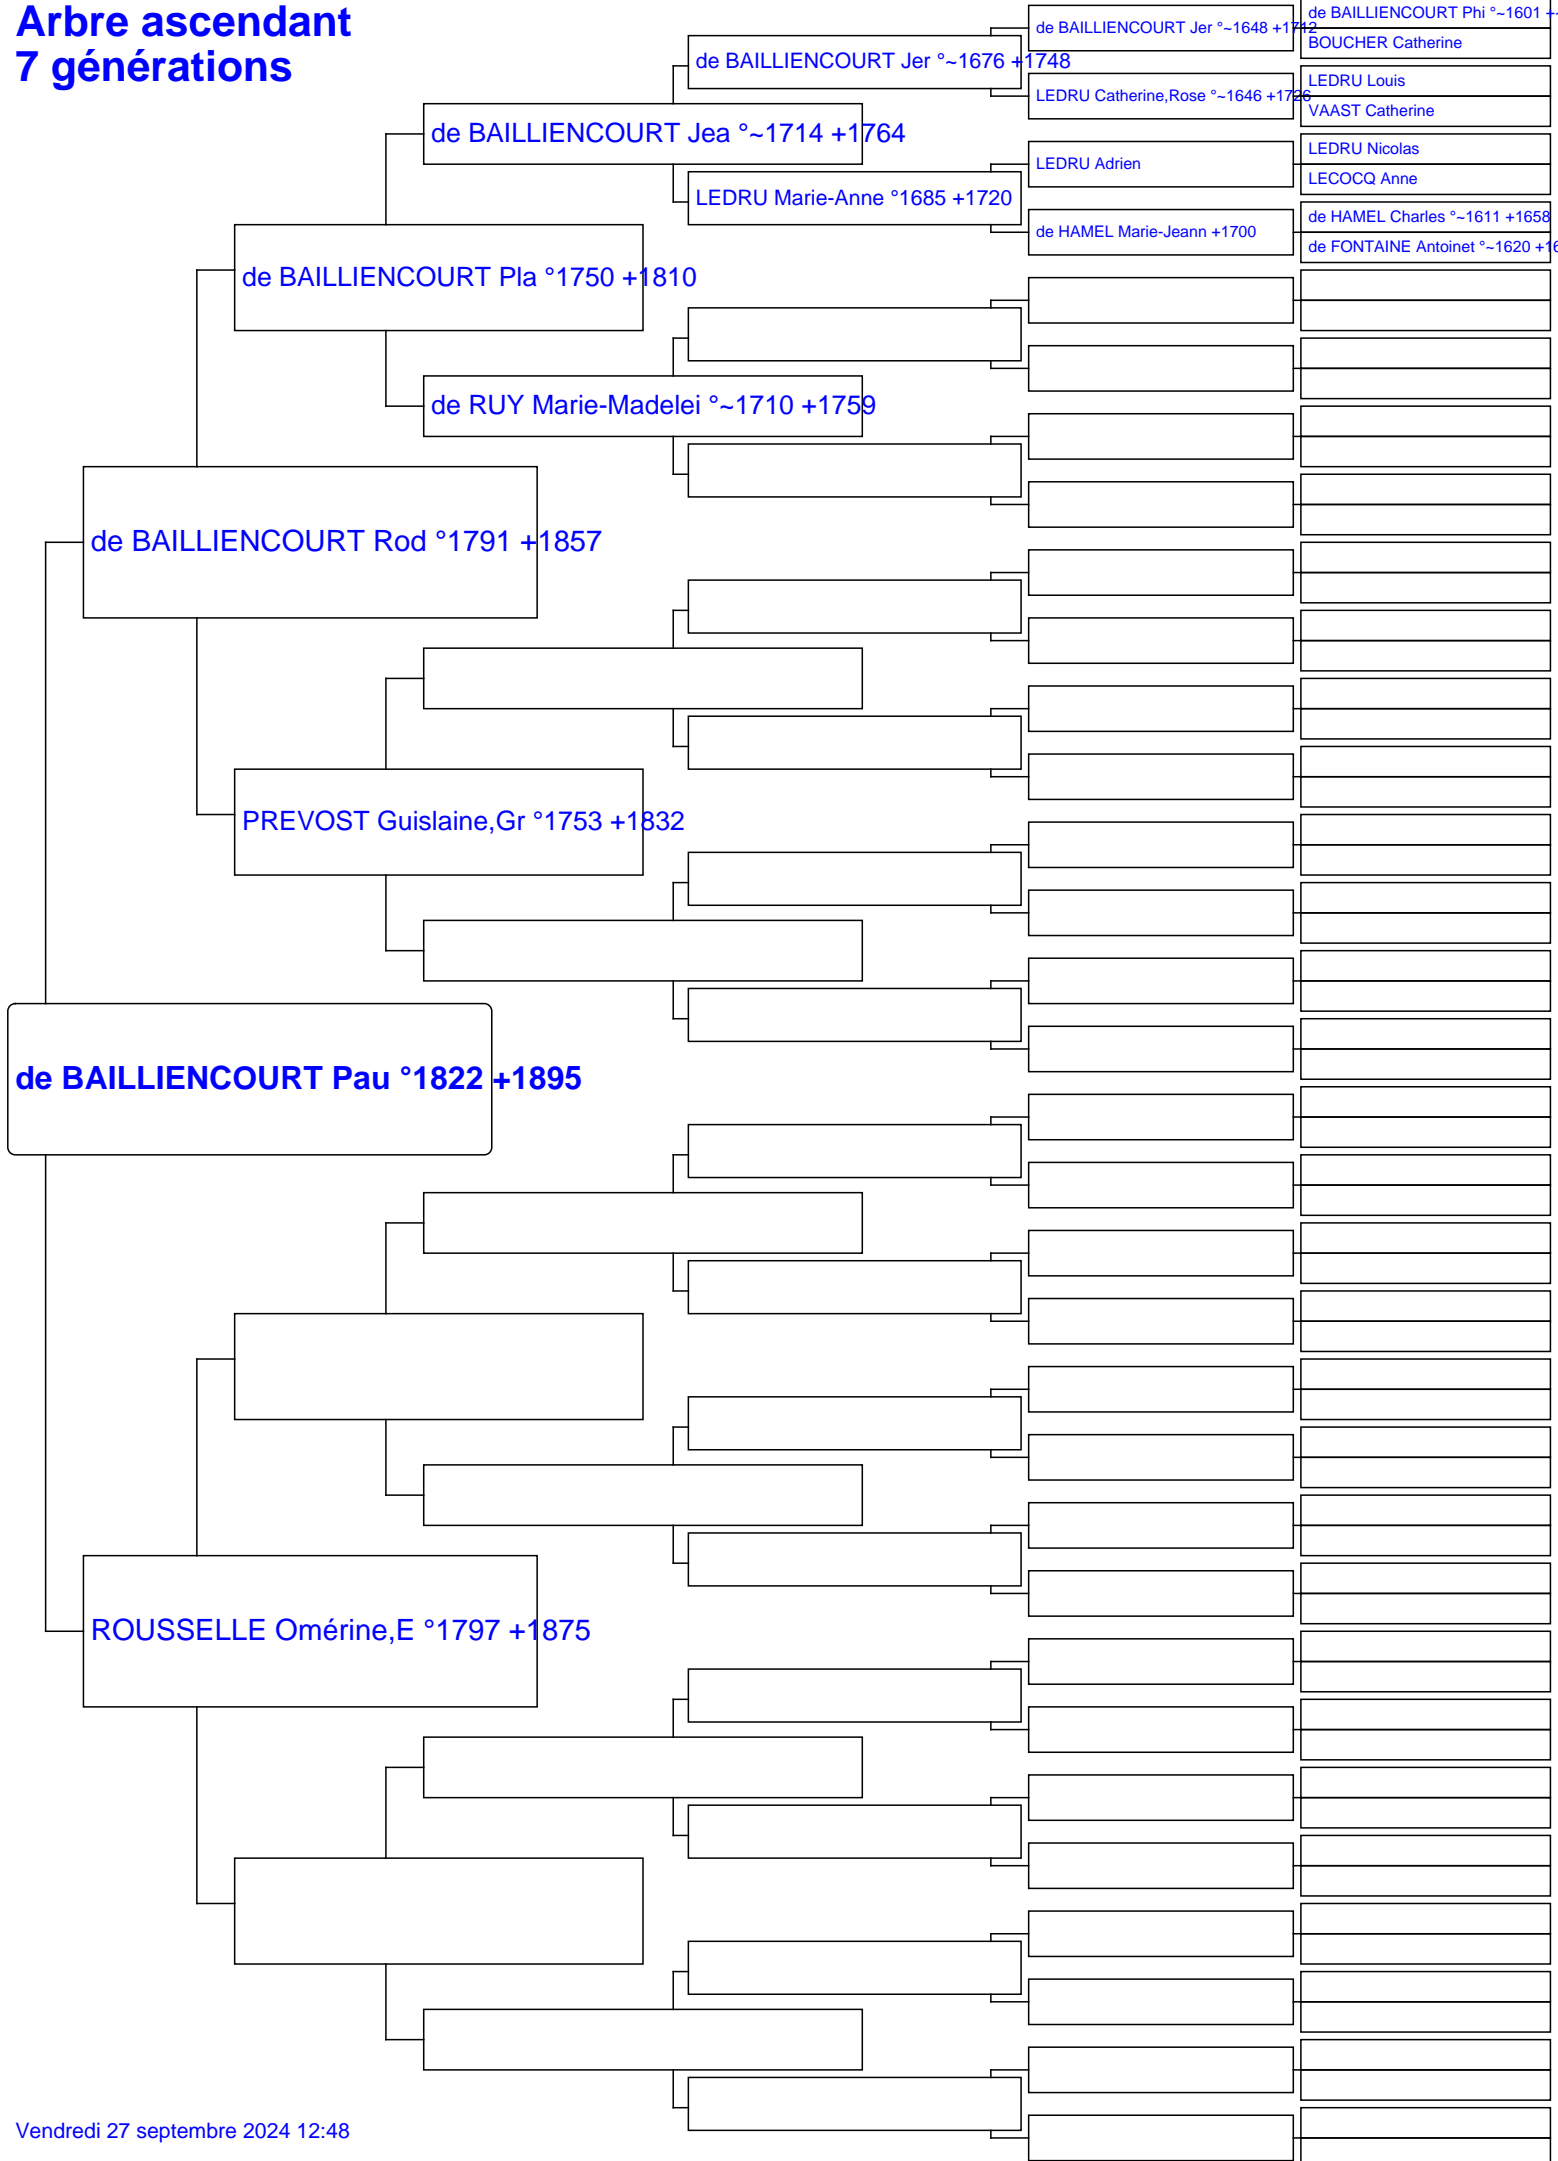 Arbre ascendant
7 générations
de BAILLIENCOURT Phi °~1601 +
de BAILLIENCOURT Jer °~1648 +1712
BOUCHER Catherine
de BAILLIENCOURT Jer °~1676 +1748
LEDRU Louis
LEDRU Catherine,Rose °~1646 +1726
VAAST Catherine
de BAILLIENCOURT Jea °~1714 +1764
LEDRU Nicolas
LEDRU Adrien
LECOCQ Anne
LEDRU Marie-Anne °1685 +1720
de HAMEL Charles °~1611 +1658
de HAMEL Marie-Jeann +1700
de FONTAINE Antoinet °~1620 +
de BAILLIENCOURT Pla °1750 +1810
de RUY Marie-Madelei °~1710 +1759
de BAILLIENCOURT Rod °1791 +1857
PREVOST Guislaine,Gr °1753 +1832
de BAILLIENCOURT Pau °1822 +1895
ROUSSELLE Omérine,E °1797 +1875
Vendredi 27 septembre 2024 12:48